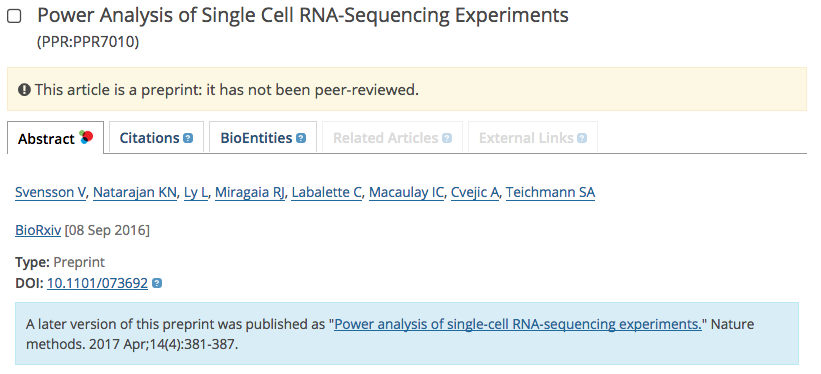 Power Analysis of Single Cell RNA-Sequencing Experiments
(PPR:PPR7010)
This article is a preprint: it has not been peer-reviewed.
Abstract Citations ? BioEntities ? Related Articles ? External Links ?
Svensson V, Natarajan KN, Ly L, Miragaia RJ, Labalette C, Macaulay IC, Cvejic A, Teichmann SA
BioRxiv [08 Sep 2016]
Type: Preprint
DOI: 10.1101/073692 ?
A later version of this preprint was published as "Power analysis of single-cell RNA-sequencing experiments." Nature
methods. 2017 Apr;14(4):381-387.